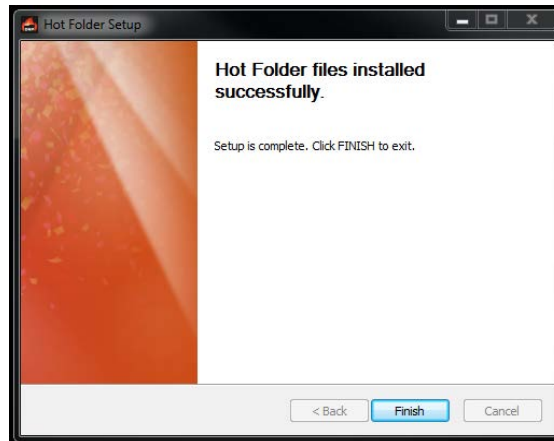 Hot Folder Setup
Hot Folder files installed
successfully.
Setup is complete. Click FINISH to exit.
< Back
Finish
Cancel